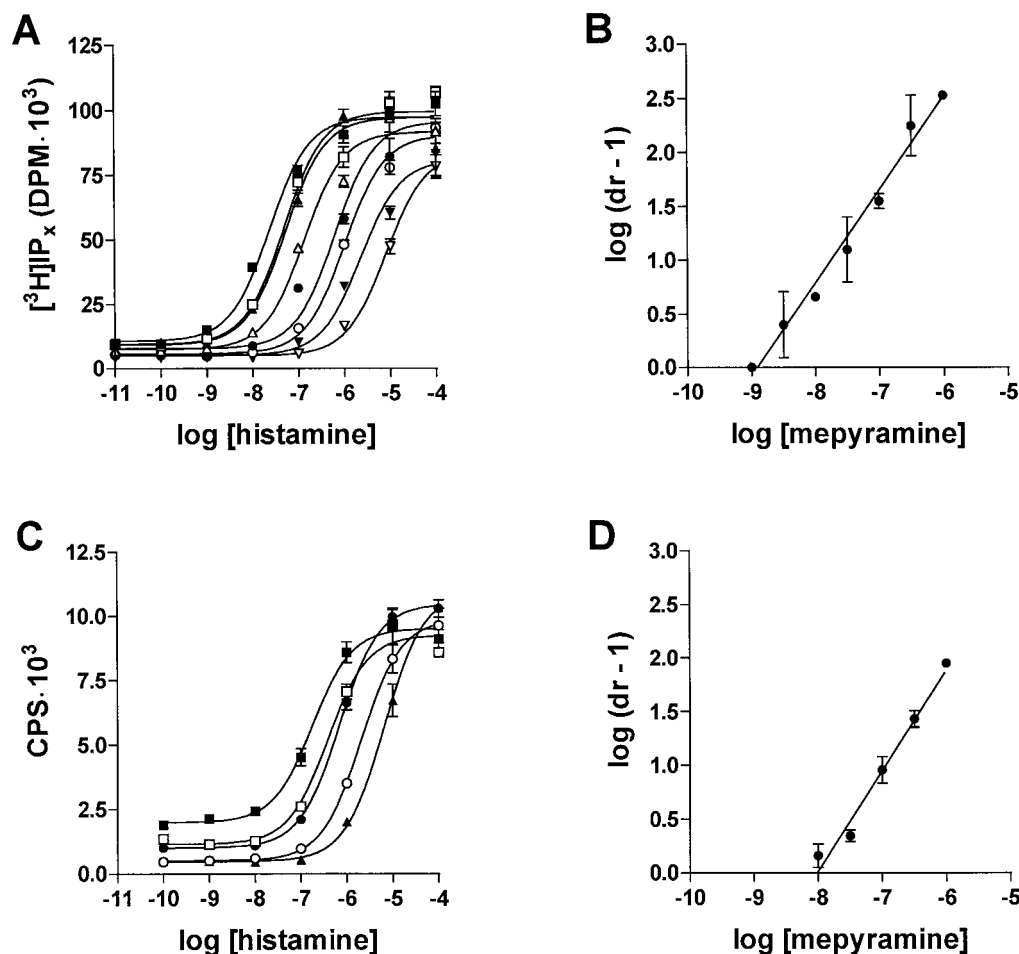 A
[³H]IPₓ (DPM·10³)
125
100
75
50
25
0
-11 -10 -9 -8 -7 -6 -5 -4
log [histamine]
B
log (dr - 1)
3.0
2.5
2.0
1.5
1.0
0.5
0.0
-10 -9 -8 -7 -6 -5
log [mepyramine]
C
CPS·10³
12.5
10.0
7.5
5.0
2.5
0.0
-11 -10 -9 -8 -7 -6 -5 -4
log [histamine]
D
log (dr - 1)
3.0
2.5
2.0
1.5
1.0
0.5
0.0
-10 -9 -8 -7 -6 -5
log [mepyramine]